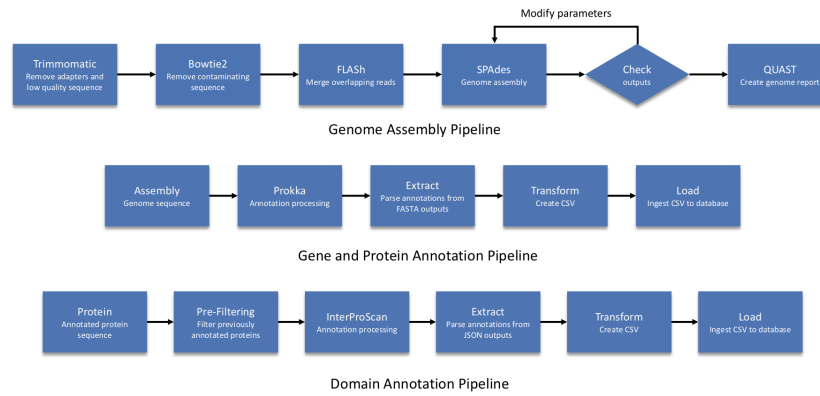 Modify parameters
Trimmomatic
Remove adapters and
low quality sequence
Bowtie2
Remove contaminating
sequence
FLASh
Merge overlapping reads
SPAdes
Genome assembly
Check
outputs
QUAST
Create genome report
Genome Assembly Pipeline
Assembly
Genome sequence
Prokka
Annotation processing
Extract
Parse annotations from
FASTA outputs
Transform
Create CSV
Load
Ingest CSV to database
Gene and Protein Annotation Pipeline
Protein
Annotated protein
sequence
Pre-Filtering
Filter previously
annotated proteins
InterProScan
Annotation processing
Extract
Parse annotations from
JSON outputs
Transform
Create CSV
Load
Ingest CSV to database
Domain Annotation Pipeline